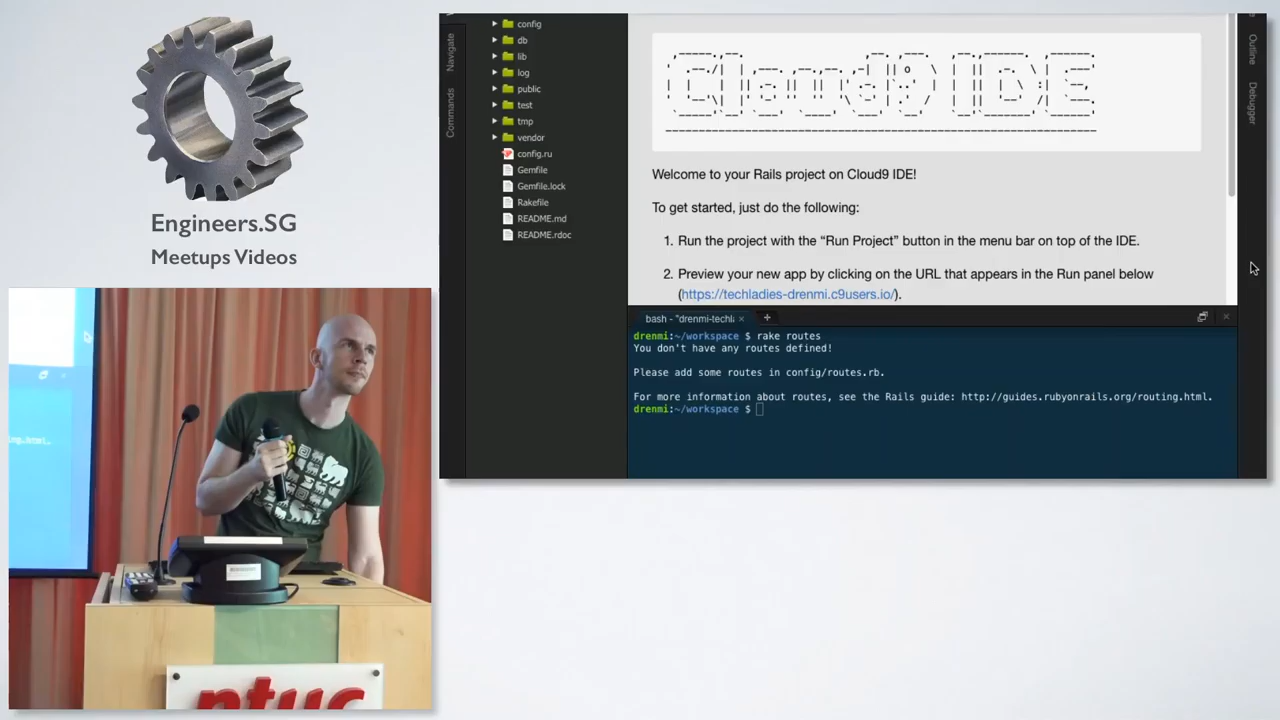 Engineers.SG
Meetups Videos
ntuc
Navigate
Commands
config
db
lib
log
public
test
tmp
vendor
config.ru
Gemfile
Gemfile.lock
Rakefile
README.md
README.rdoc
Cloud9 IDE
Welcome to your Rails project on Cloud9 IDE!
To get started, just do the following:
1. Run the project with the “Run Project” button in the menu bar on top of the IDE.
2. Preview your new app by clicking on the URL that appears in the Run panel below
(https://techladies-drenmi.c9users.io/).
Outline
Debugger
bash - "drenmi-techla
drenmi:~/workspace $ rake routes
You don't have any routes defined!
Please add some routes in config/routes.rb.
For more information about routes, see the Rails guide: http://guides.rubyonrails.org/routing.html.
drenmi:~/workspace $